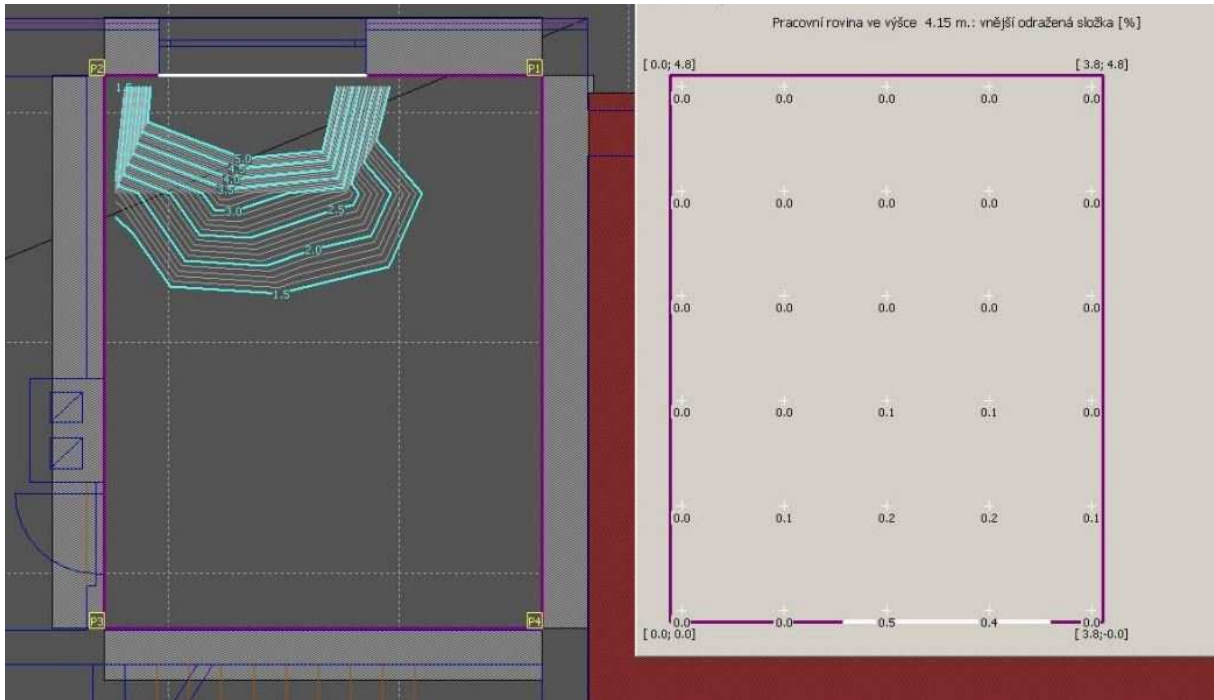 P2
P1
1.5
5.0
3.0
2.5
2.0
1.5
P3
P4
Pracovní rovina ve výšce 4.15 m.: vnější odražená složka [%]
[ 0.0; 4.8]
[ 3.8; 4.8]
0.0 0.0 0.0 0.0 0.0
0.0 0.0 0.0 0.0 0.0
0.0 0.0 0.0 0.0 0.0
0.0 0.0 0.1 0.1 0.0
0.0 0.1 0.2 0.2 0.1
0.0 0.0 0.5 0.4 0.0
[ 0.0; 0.0]
[ 3.8;-0.0]